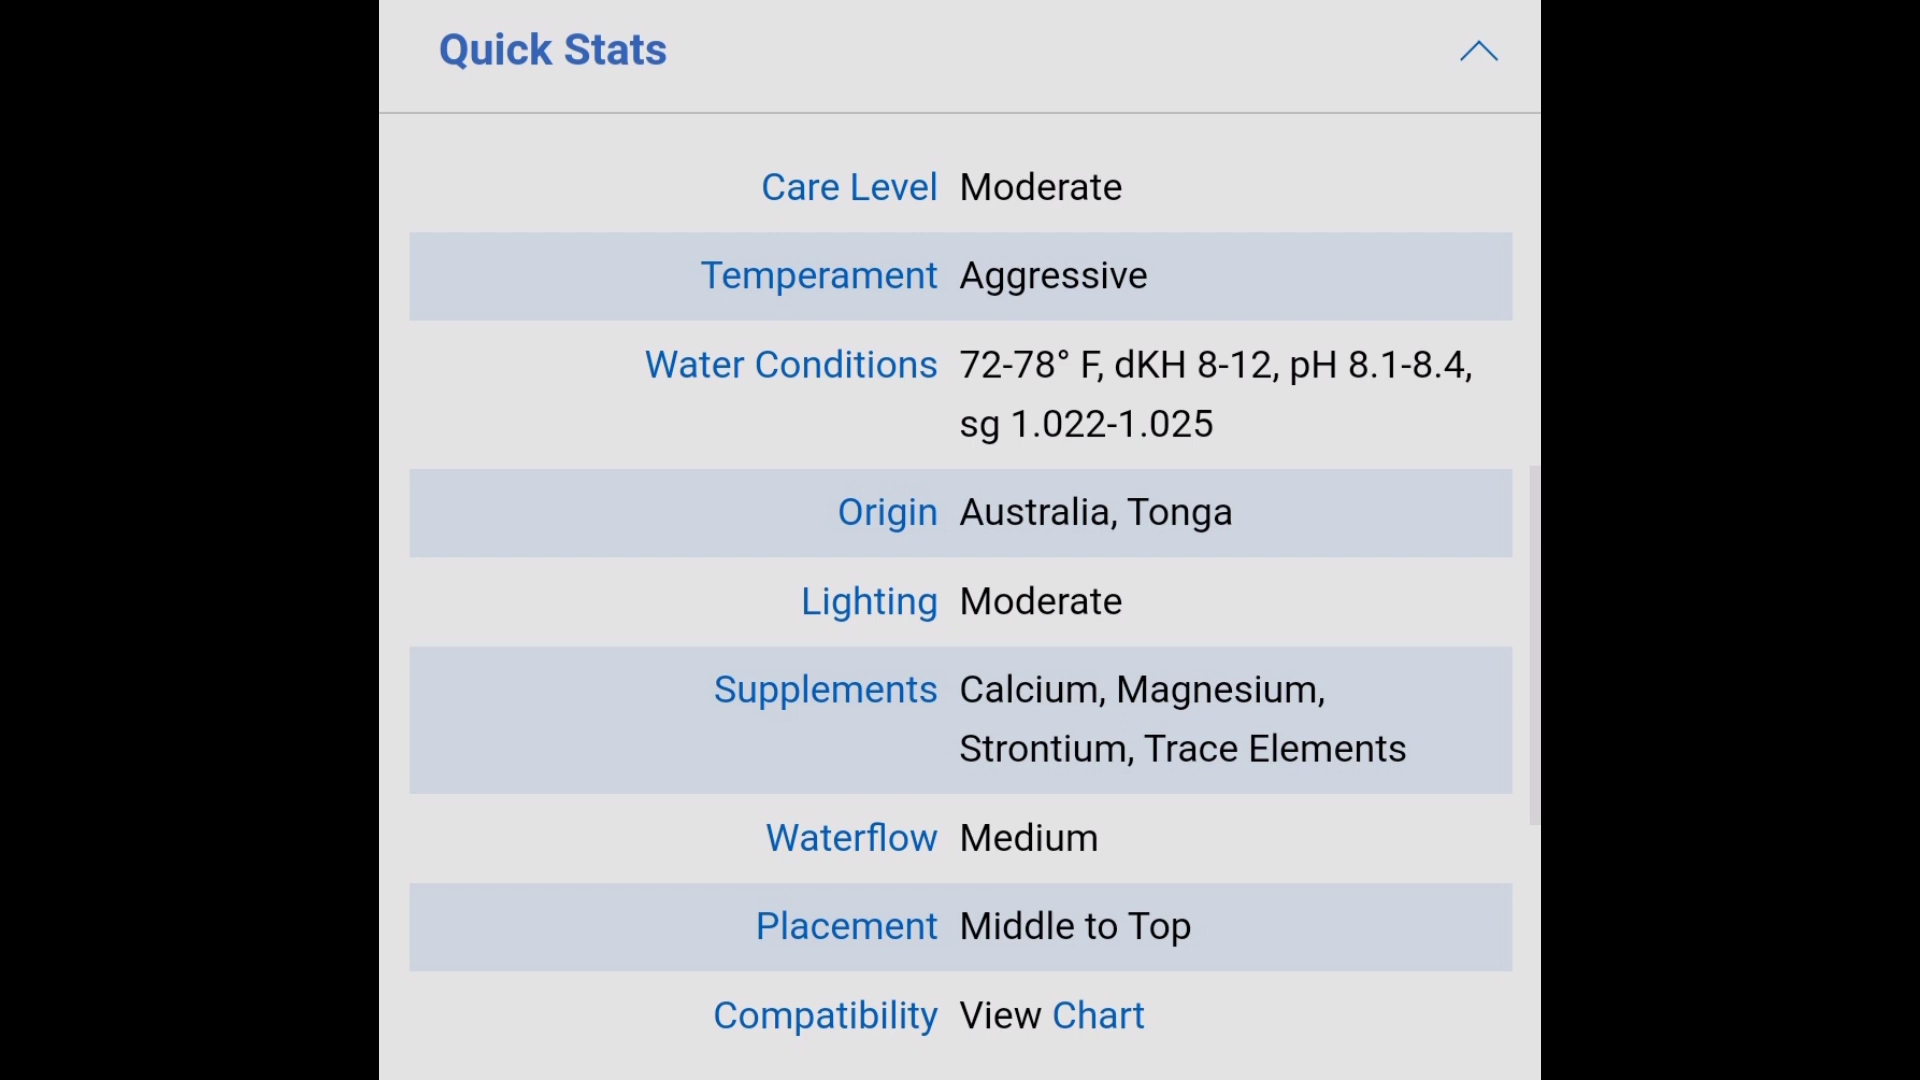 Quick Stats
Care Level Moderate
Temperament Aggressive
Water Conditions 72-78° F, dKH 8-12, pH 8.1-8.4,
sg 1.022-1.025
Origin Australia, Tonga
Lighting Moderate
Supplements Calcium, Magnesium,
Strontium, Trace Elements
Waterflow Medium
Placement Middle to Top
Compatibility View Chart